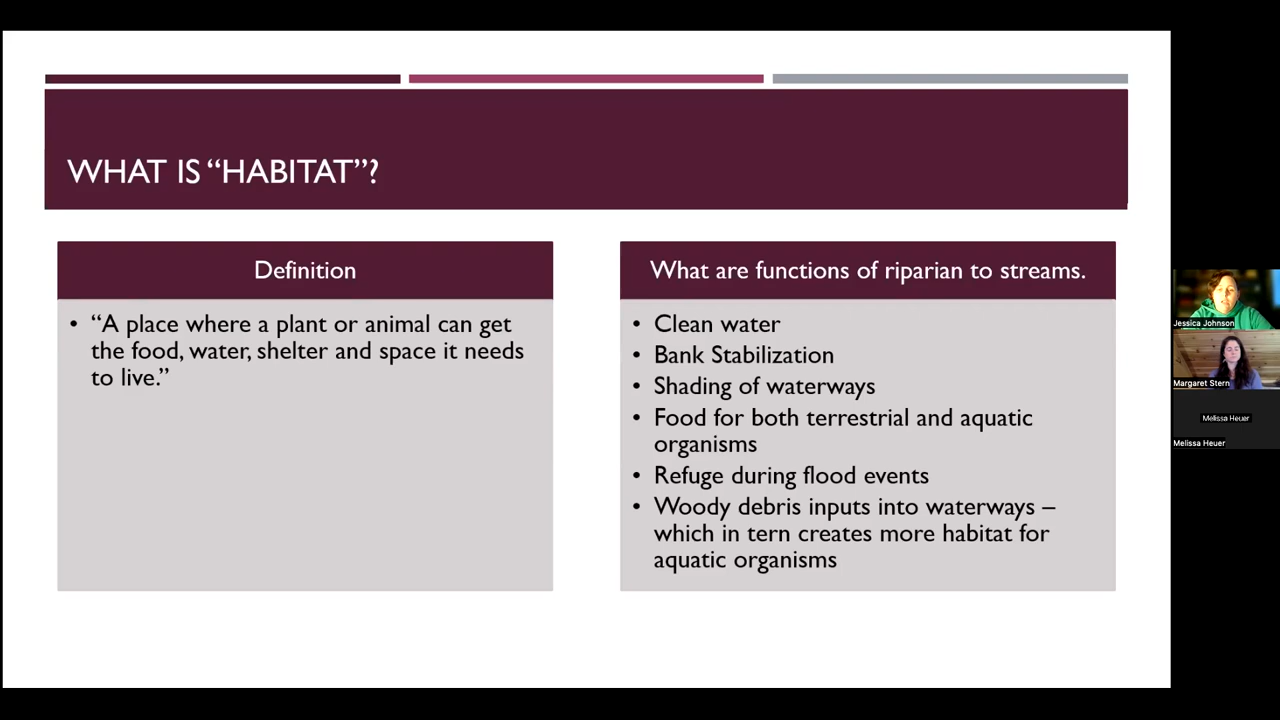 WHAT IS “HABITAT”?
Definition
• “A place where a plant or animal can get
the food, water, shelter and space it needs
to live.”
What are functions of riparian to streams.
• Clean water
• Bank Stabilization
• Shading of waterways
• Food for both terrestrial and aquatic
organisms
• Refuge during flood events
• Woody debris inputs into waterways –
which in tern creates more habitat for
aquatic organisms
Jessica Johnson
Margaret Stern
Melissa Heuer
Melissa Heuer